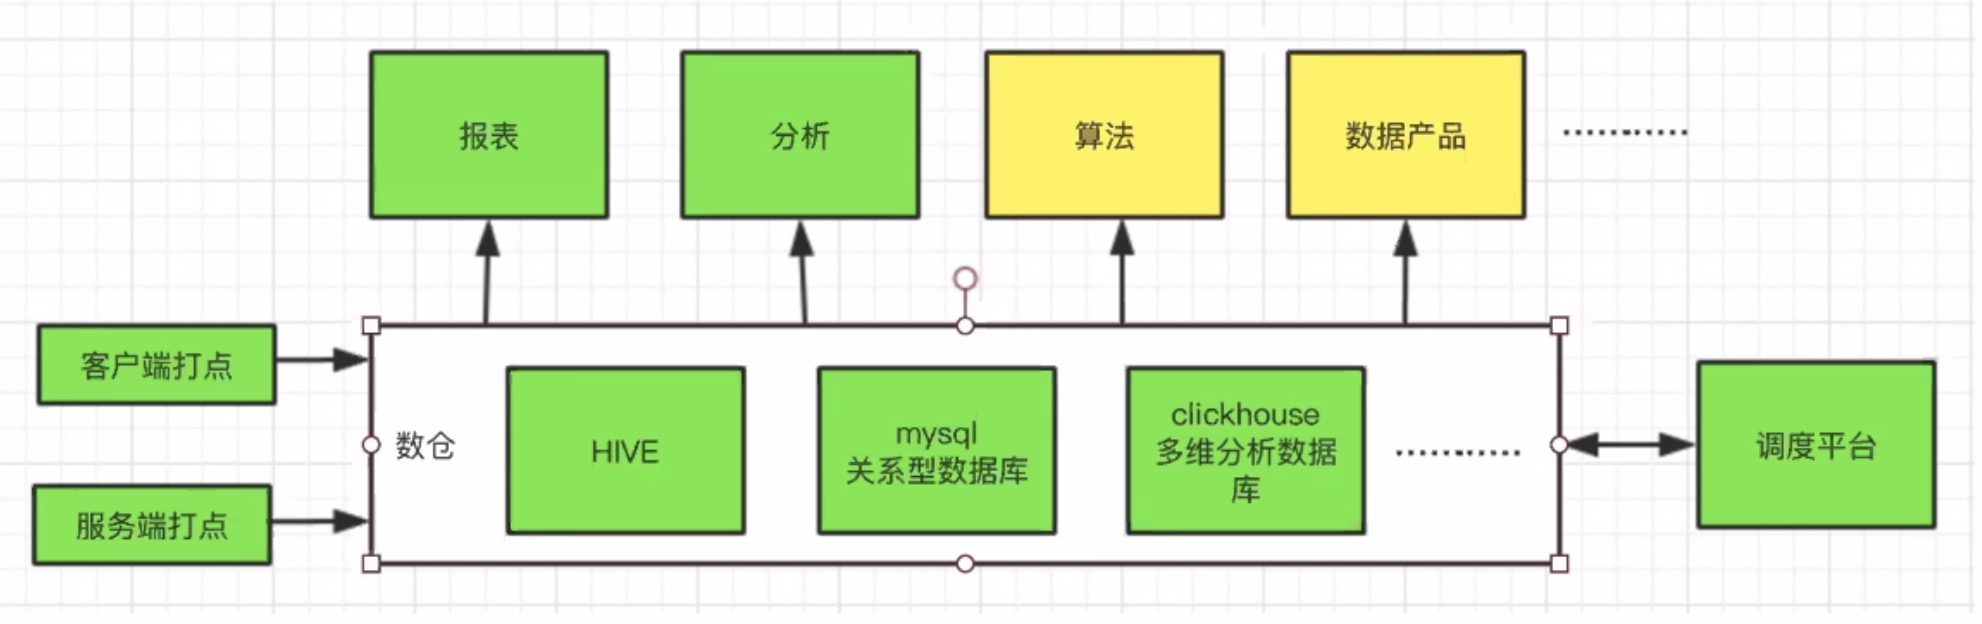 报表
分析
算法
数据产品
客户端打点
服务端打点
数仓
HIVE
mysql
关系型数据库
clickhouse
多维分析数据
库
调度平台